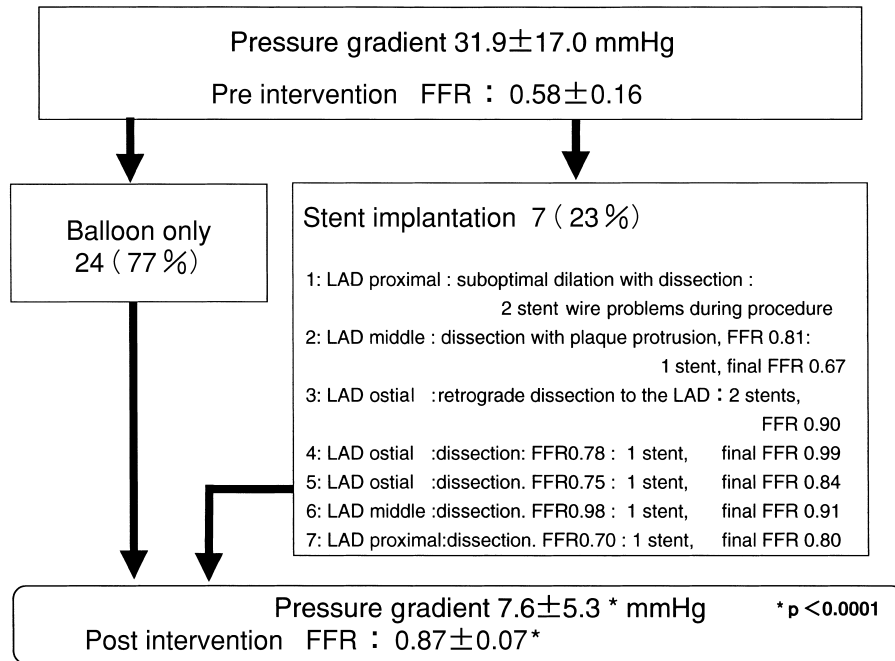 Pressure gradient 31.9±17.0 mmHg
Pre intervention FFR : 0.58±0.16
Balloon only
24 ( 77 %)
Stent implantation 7 ( 23 %)
1: LAD proximal : suboptimal dilation with dissection :
2 stent wire problems during procedure
2: LAD middle : dissection with plaque protrusion, FFR 0.81:
1 stent, final FFR 0.67
3: LAD ostial :retrograde dissection to the LAD : 2 stents,
FFR 0.90
4: LAD ostial :dissection: FFR0.78 : 1 stent, final FFR 0.99
5: LAD ostial :dissection. FFR0.75 : 1 stent, final FFR 0.84
6: LAD middle :dissection. FFR0.98 : 1 stent, final FFR 0.91
7: LAD proximal:dissection. FFR0.70 : 1 stent, final FFR 0.80
Pressure gradient 7.6±5.3 * mmHg * p <0.0001
Post intervention FFR : 0.87±0.07*